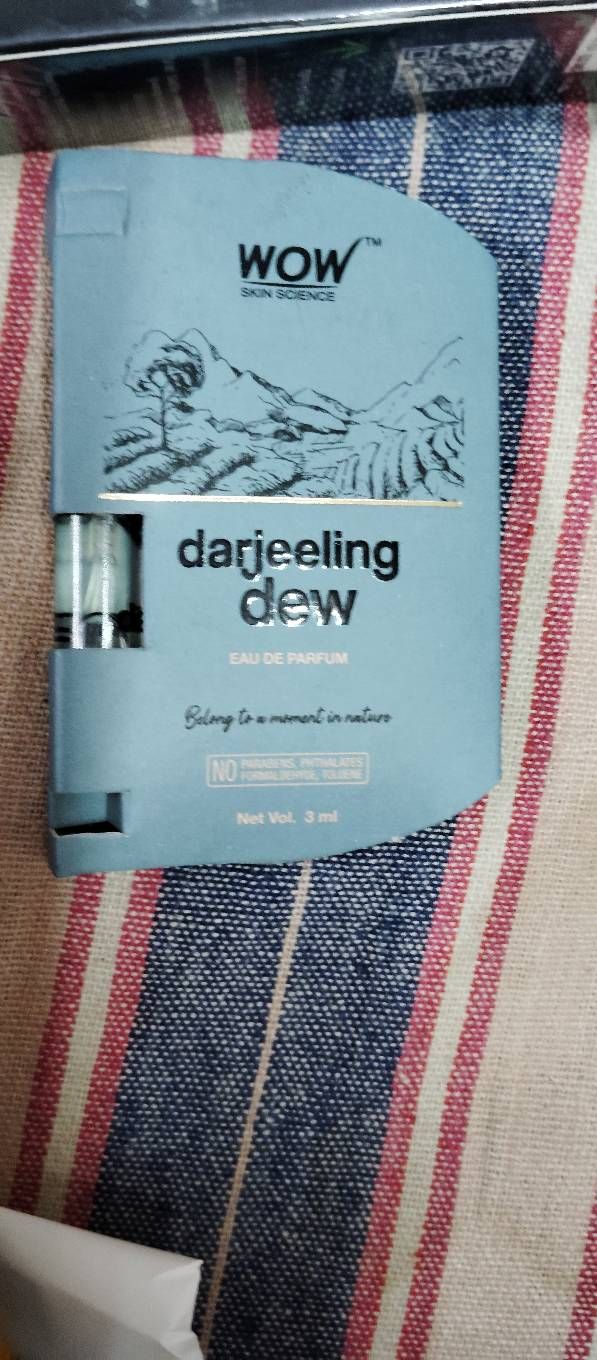 WOW™
SKIN SCIENCE
darjeeling
dew
EAU DE PARFUM
Belong to a moment in nature
NO PARABENS, PHTHALATES
FORMALDEHYDE, TOLUENE
Net Vol. 3 ml